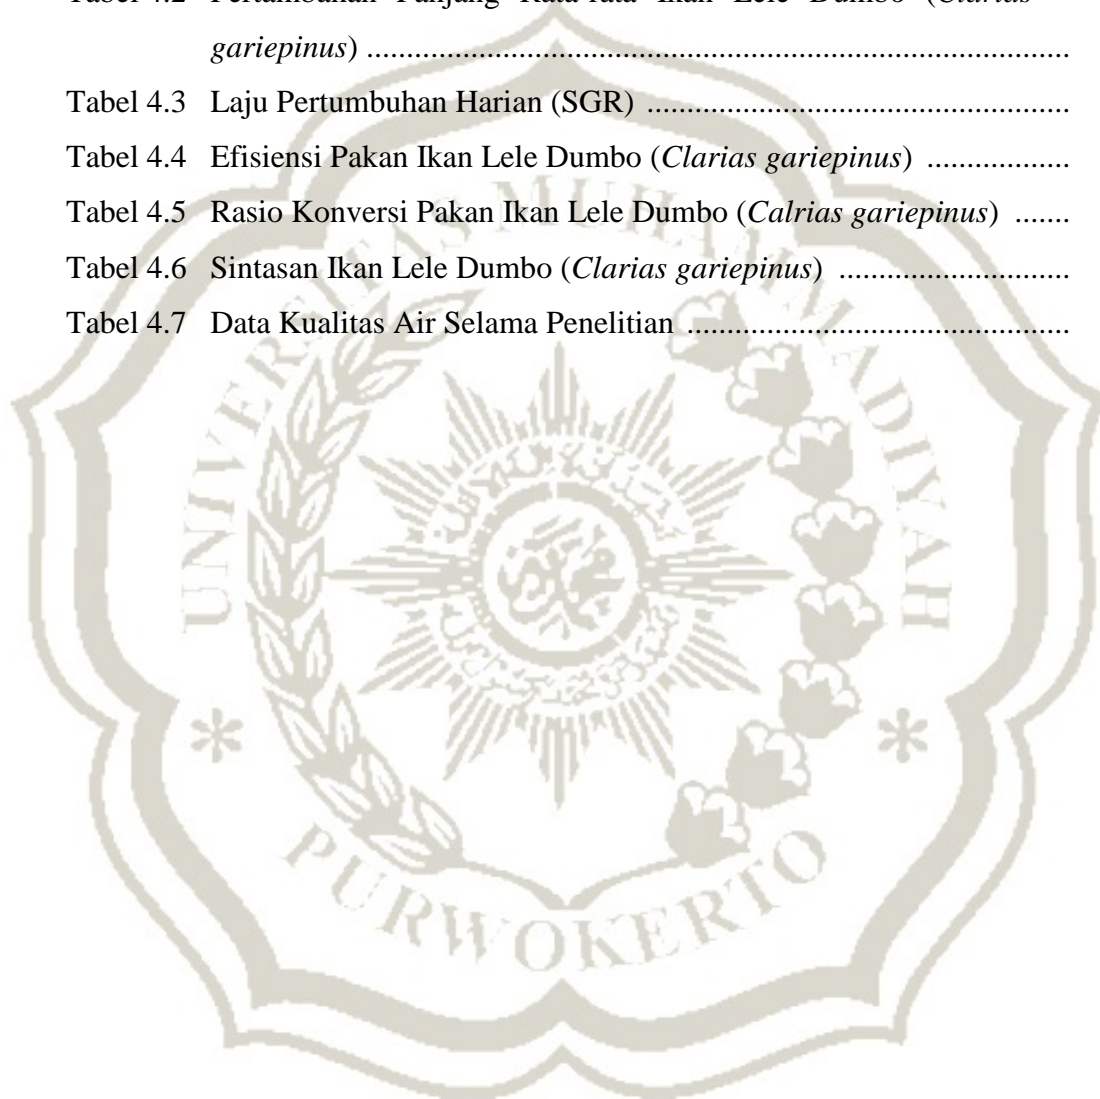 Tabel 4.2 Pertambahan Panjang Rata-rata Ikan Lele Dumbo (Clarias
gariepinus) ...........................................................................................
Tabel 4.3 Laju Pertumbuhan Harian (SGR) .......................................................
Tabel 4.4 Efisiensi Pakan Ikan Lele Dumbo (Clarias gariepinus) ...................
Tabel 4.5 Rasio Konversi Pakan Ikan Lele Dumbo (Calrias gariepinus) .......
Tabel 4.6 Sintasan Ikan Lele Dumbo (Clarias gariepinus) ..............................
Tabel 4.7 Data Kualitas Air Selama Penelitian .................................................
UNIVERSITAS MUHAMMADIYAH
PURWOKERTO